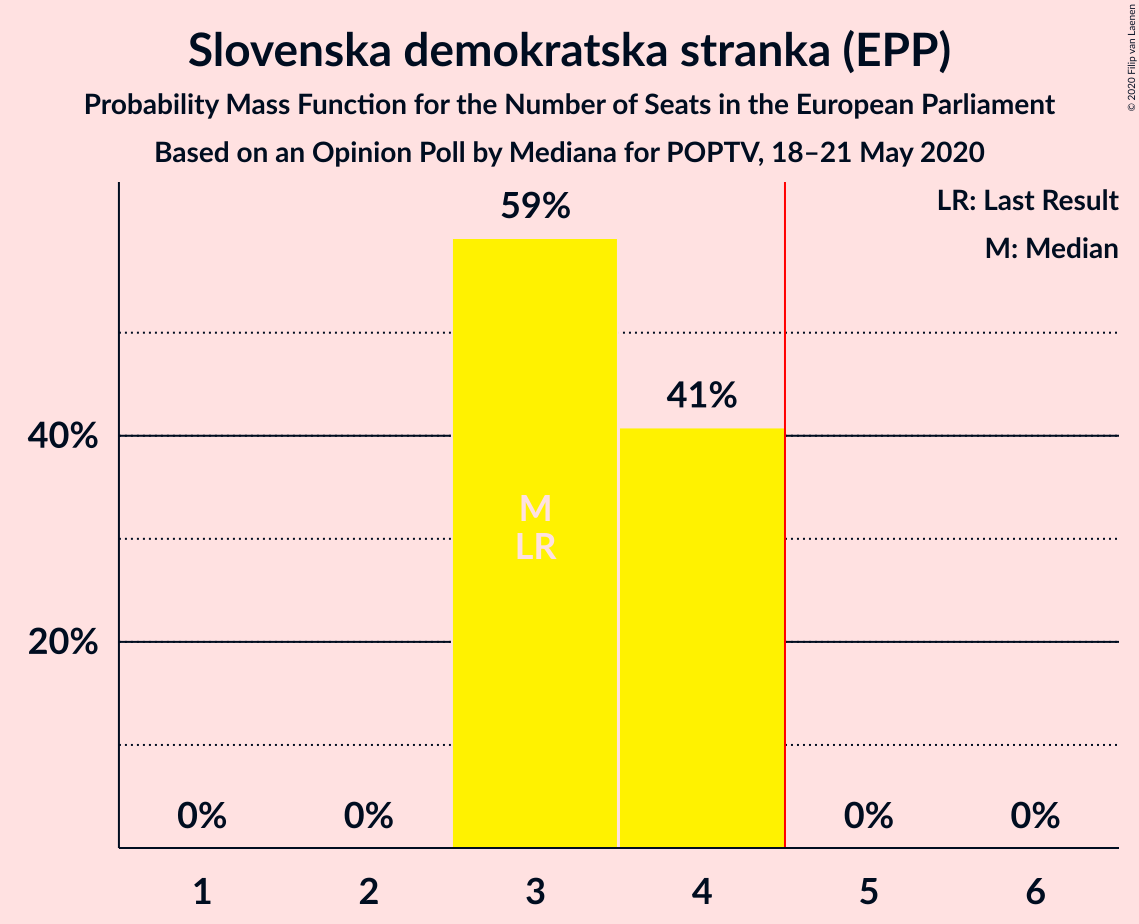 Slovenska demokratska stranka (EPP)
Probability Mass Function for the Number of Seats in the European Parliament
Based on an Opinion Poll by Mediana for POPTV, 18–21 May 2020
© 2020 Filip van Laenen
LR: Last Result
M: Median
59%
41%
40%
M
LR
20%
0%
0%
0%
0%
1
2
3
4
5
6